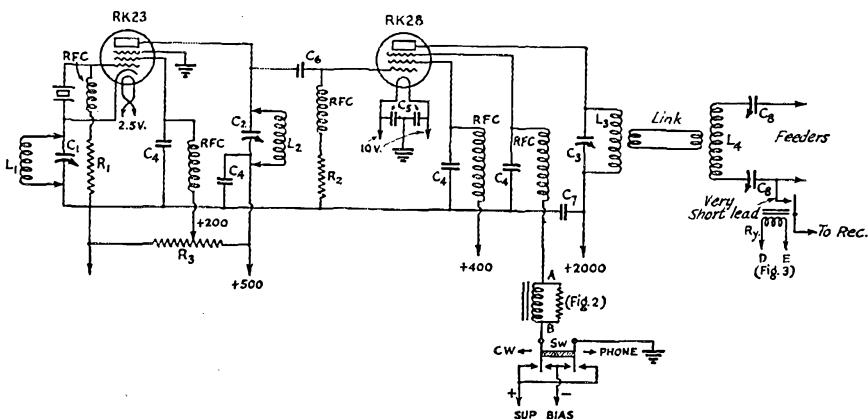 RK23
RK28
RFC
C6
L3
Link
C8
2.5V.
C1
L1
R1
C4
RFC
C2
L2
C4
RFC
R2
C5
10V.
C4
RFC
C4
RFC
C3
C7
L4
Feeders
C8
Very
Short lead
To Rec.
Ry.
D E
(Fig. 3)
+200
R3
+500
+400
+2000
A
(Fig. 2)
B
CW
Sw
PHONE
+
-
SUP BIAS